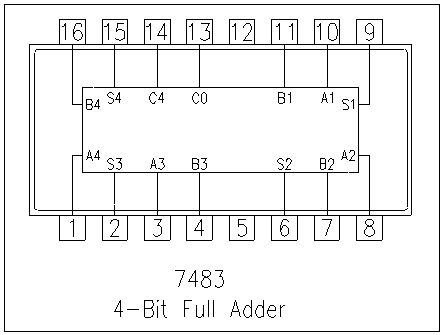 16 15 14 13 12 11 10 9
B4 S4 C4 C0 B1 A1 S1
A4 S3 A3 B3 S2 B2 A2
1 2 3 4 5 6 7 8
7483
4-Bit Full Adder